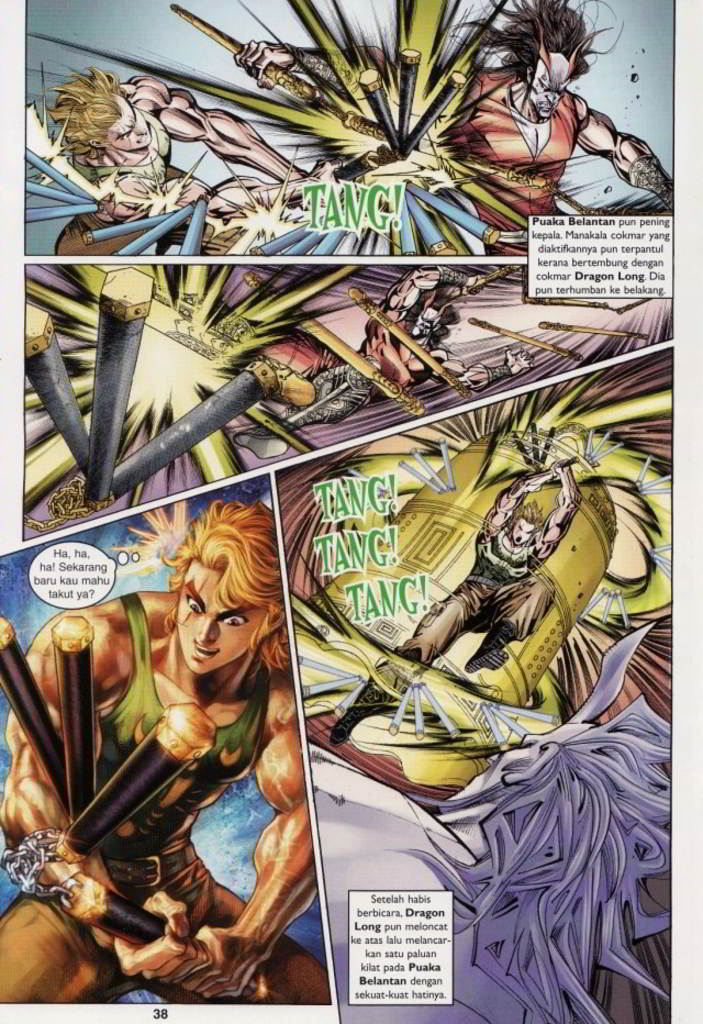 TANG!
Puaka Belantan pun pening
kepala. Manakala cokmar yang
diaktifkannya pun terpantul
kerana bertembung dengan
cokmar Dragon Long. Dia
pun terhumban ke belakang.
TANG!
TANG!
TANG!
Ha, ha,
ha! Sekarang
baru kau mahu
takut ya?
Setelah habis
berbicara, Dragon
Long pun meloncat
ke atas lalu melancar-
kan satu paluan
kilat pada Puaka
Belantan dengan
sekuat-kuat hatinya.
38